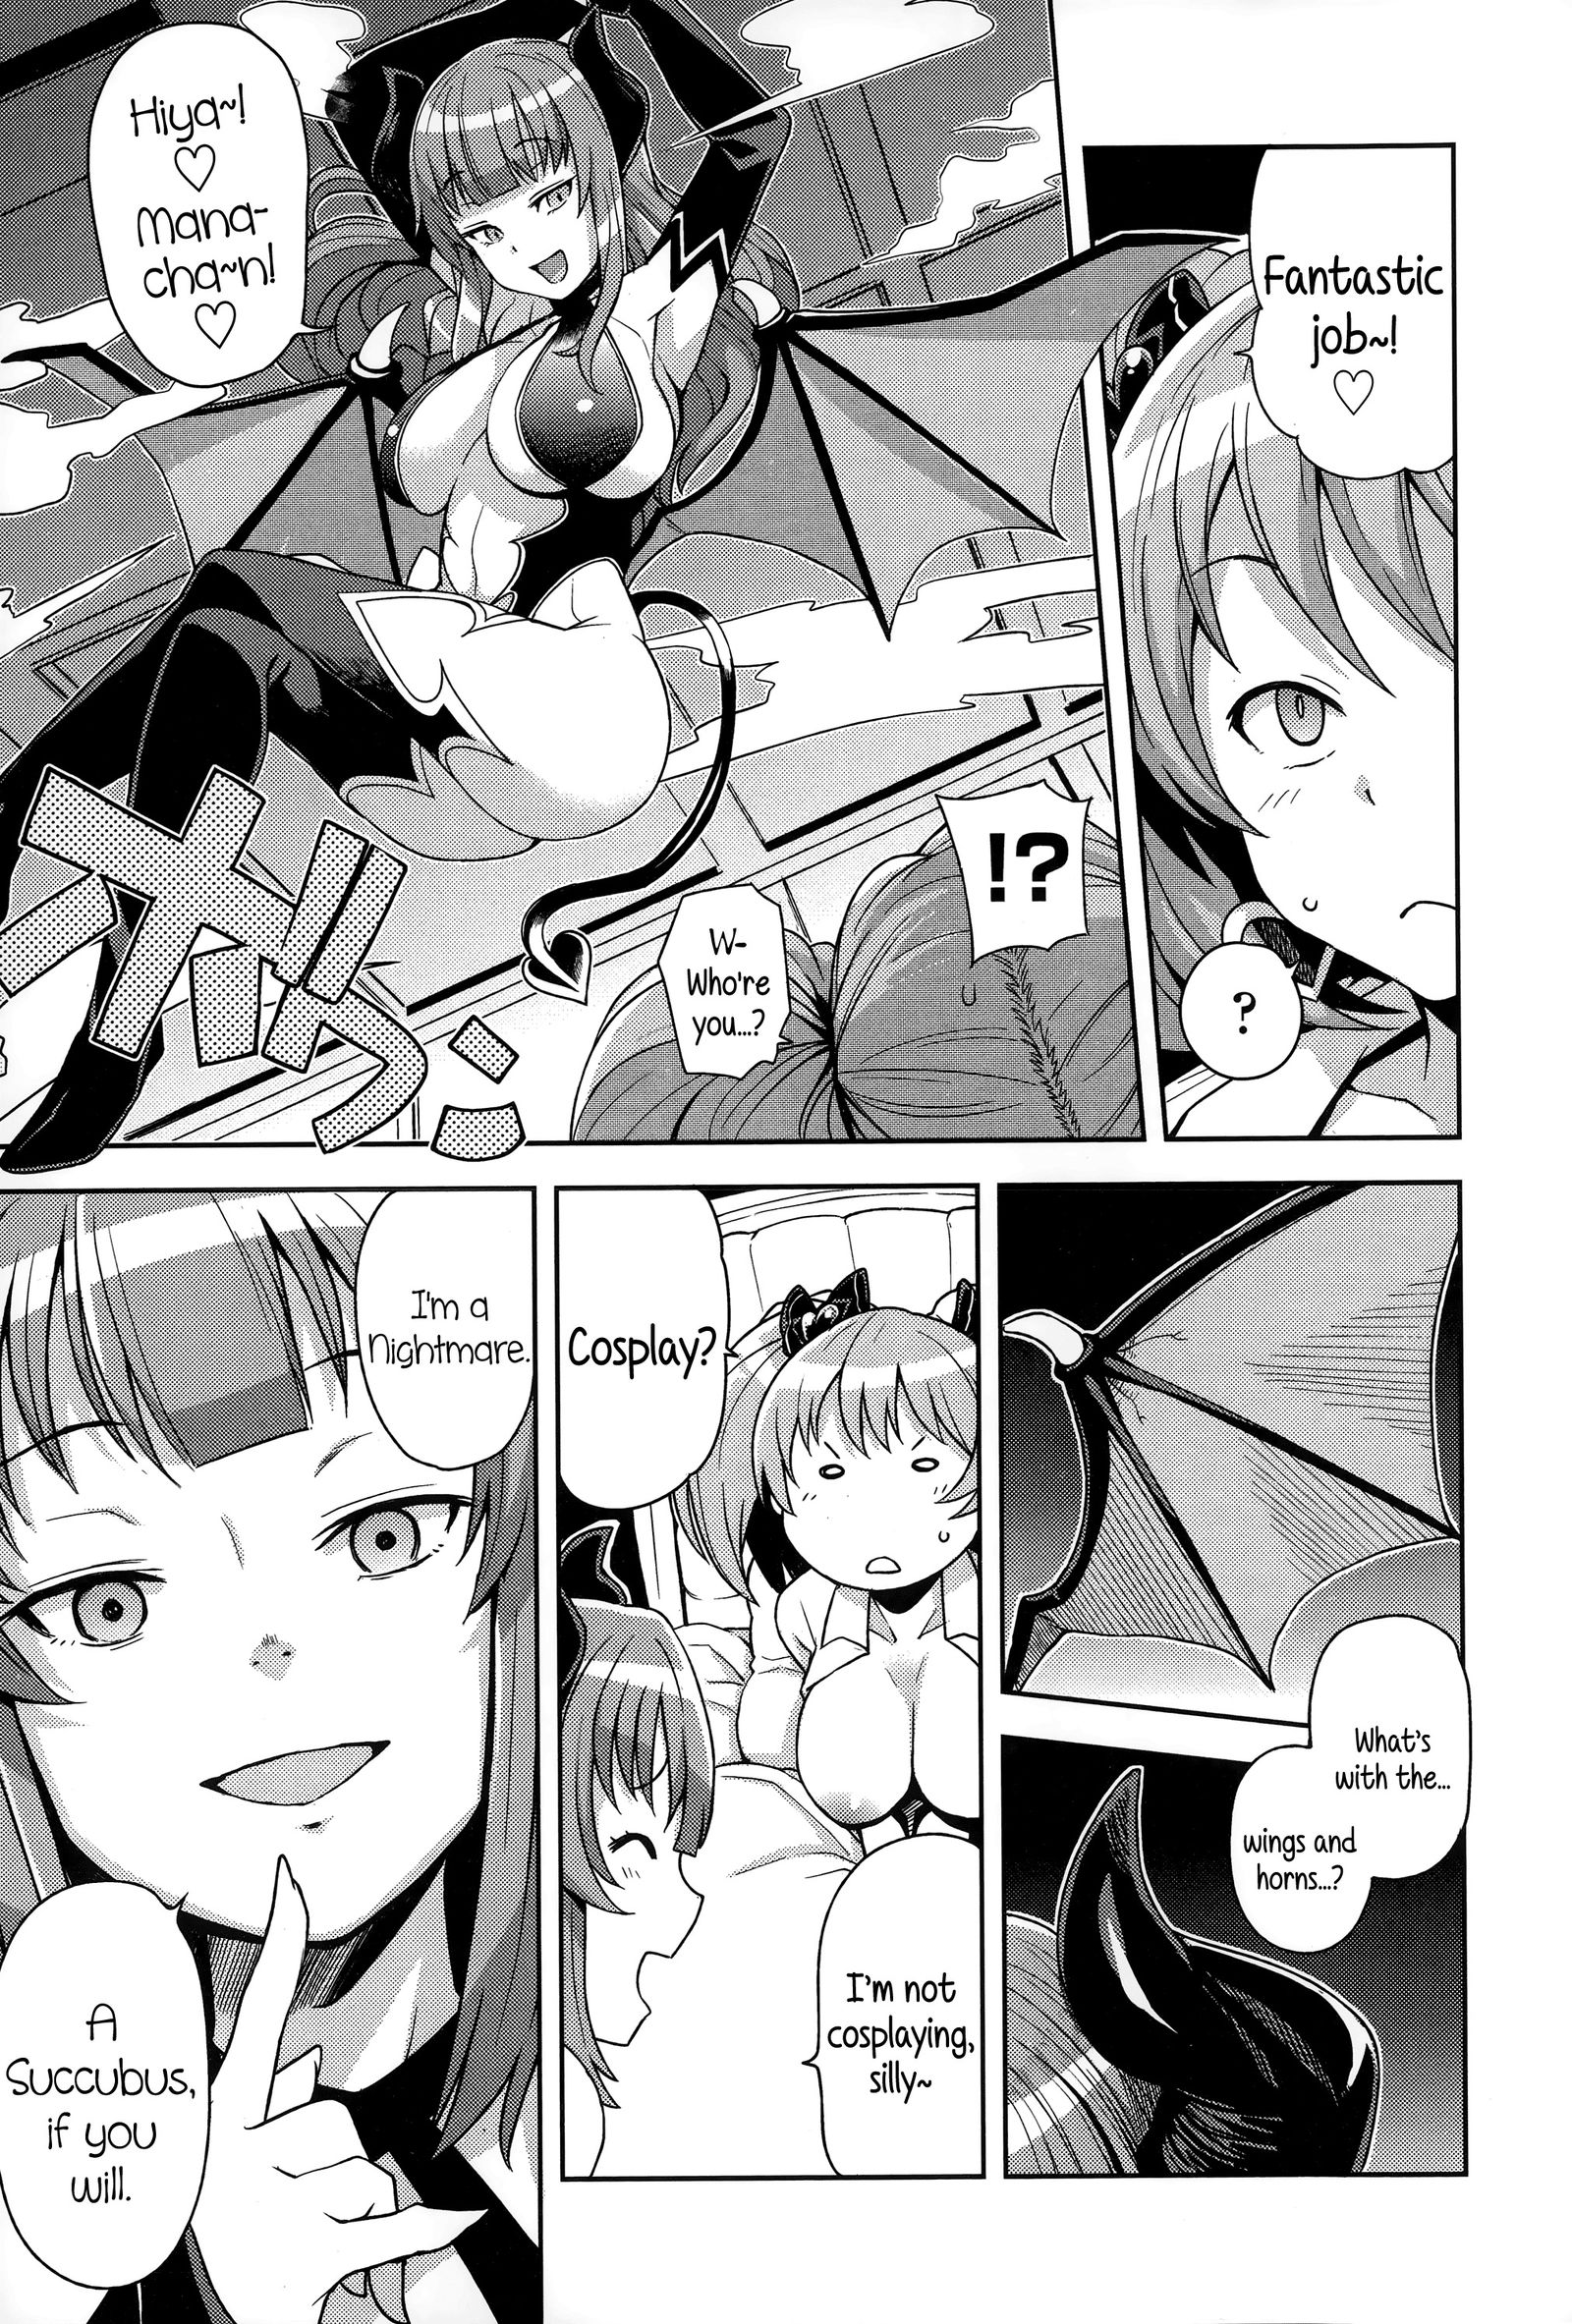 Fantastic
job~!
♡
?
Hiya~!
♡
Mana-
cha~n!
♡
!?
W-
Who're
you...?
What's
with the...
wings and
horns...?
Cosplay?
I'm not
cosplaying,
silly~
I'm a
Nightmare.
A
Succubus,
if you
will.